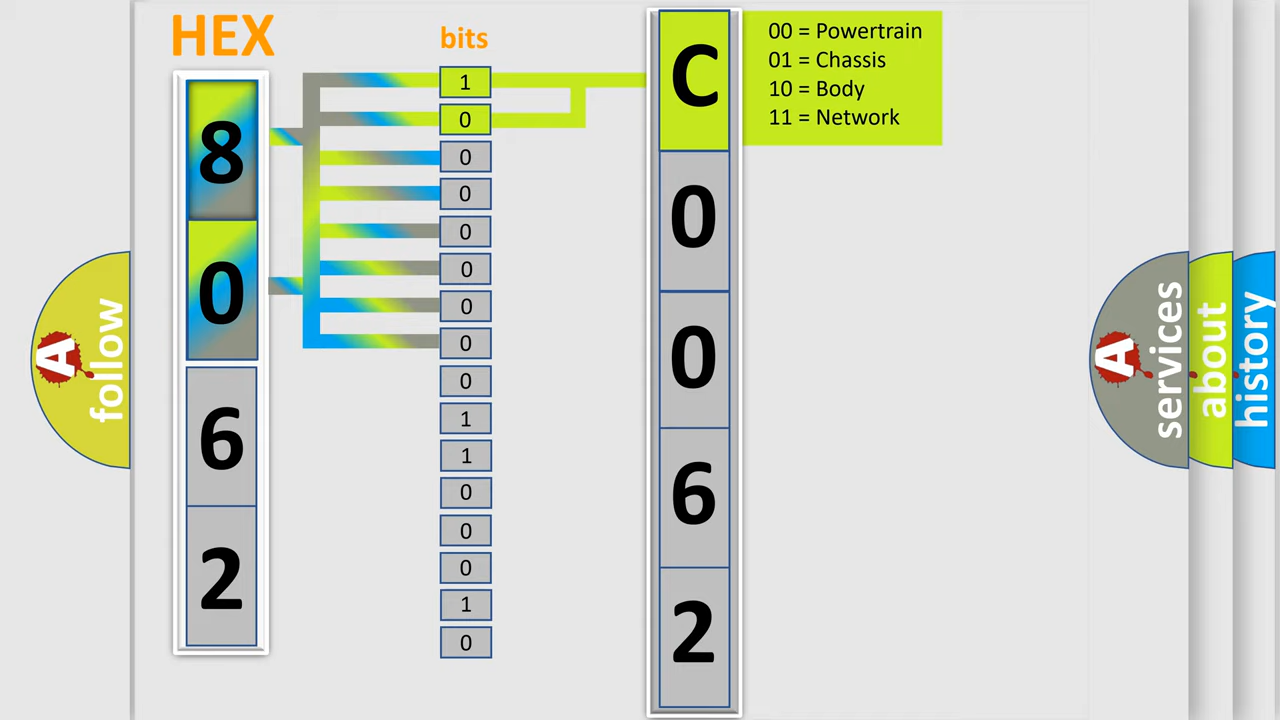 HEX
bits
8
0
6
2
1
0
0
0
0
0
0
0
0
1
1
0
0
0
1
0
C
0
0
6
2
00 = Powertrain
01 = Chassis
10 = Body
11 = Network
A
follow
A
services
about
history